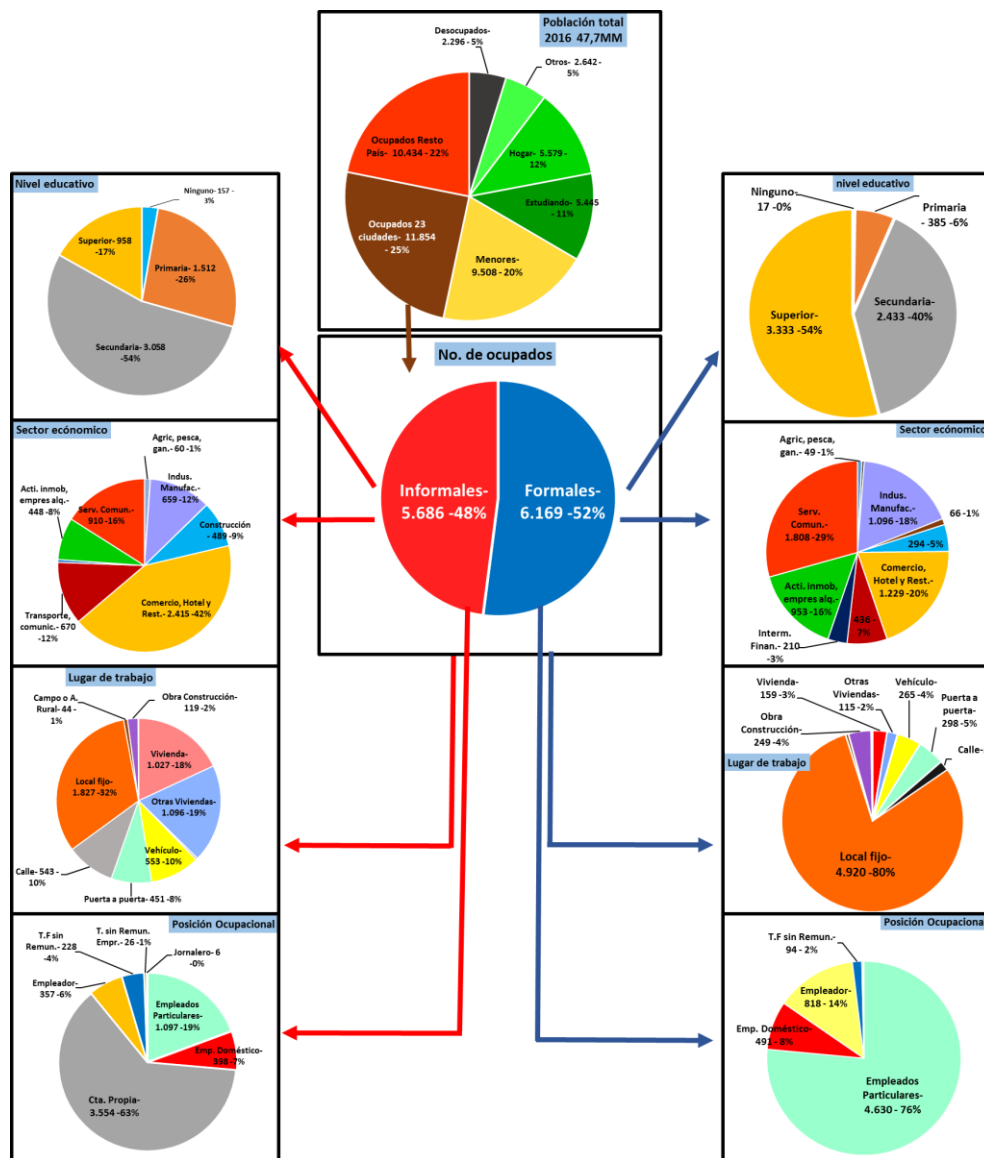 Población total
2016 47,7MM
Desocupados-
2.296 - 5%
Otros- 2.642 -
5%
Hogar- 5.579 -
12%
Estudiando- 5.445
- 11%
Menores-
9.508 - 20%
Ocupados 23
ciudades- 11.854
- 25%
Ocupados Resto
País- 10.434 - 22%
No. de ocupados
Informales-
5.686 -48%
Formales-
6.169 -52%
Nivel educativo
Ninguno- 157 -
3%
Primaria- 1.512
-26%
Secundaria- 3.058
-54%
Superior- 958
-17%
Sector ecónomico
Agric, pesca,
gan.- 60 -1%
Indus.
Manufac.-
659 -12%
Construcción
- 489 -9%
Comercio, Hotel y
Rest.- 2.415 -42%
Transporte,
comunic.- 670
-12%
Acti. inmob,
empres alq.-
448 -8%
Serv. Comun.-
910 -16%
Lugar de trabajo
Campo o A.
Rural- 44 -
1%
Obra Construcción-
119 -2%
Vivienda-
1.027 -18%
Otras Viviendas-
1.096 -19%
Vehículo-
553 -10%
Puerta a puerta- 451 -8%
Calle- 543 -
10%
Local fijo-
1.827 -32%
Posición Ocupacional
T. sin Remun.
Empr.- 26 -1%
T.F sin
Remun.- 228
-4%
Jornalero- 6
-0%
Empleador-
357 -6%
Empleados
Particulares-
1.097 -19%
Emp. Doméstico-
398 -7%
Cta. Propia-
3.554 -63%
nivel educativo
Ninguno-
17 -0%
Primaria
- 385 -6%
Secundaria-
2.433 -40%
Superior-
3.333 -54%
Sector ecónomico
Agric, pesca,
gan.- 49 -1%
Indus.
Manufac.-
1.096 -18%
66 -1%
294 -5%
Comercio,
Hotel y Rest.-
1.229 -20%
436 -
7%
Interm.
Finan.- 210
-3%
Acti. inmob,
empres alq.-
953 -16%
Serv.
Comun.-
1.808 -29%
Vivienda-
159 -3%
Otras
Viviendas-
115 -2%
Vehículo-
265 -4%
Puerta a
puerta-
298 -5%
Calle-
Obra
Construcción-
249 -4%
Lugar de trabajo
Local fijo-
4.920 -80%
Posición Ocupacional
T.F sin Remun.-
94 - 2%
Empleador-
818 - 14%
Emp. Doméstico-
491 - 8%
Empleados
Particulares-
4.630 - 76%